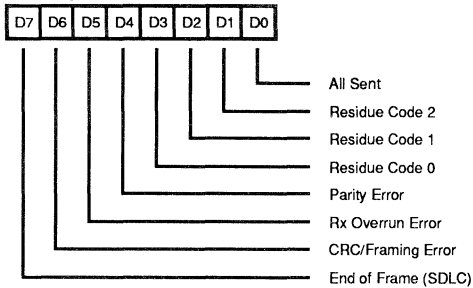 D7 D6 D5 D4 D3 D2 D1 D0
All Sent
Residue Code 2
Residue Code 1
Residue Code 0
Parity Error
Rx Overrun Error
CRC/Framing Error
End of Frame (SDLC)